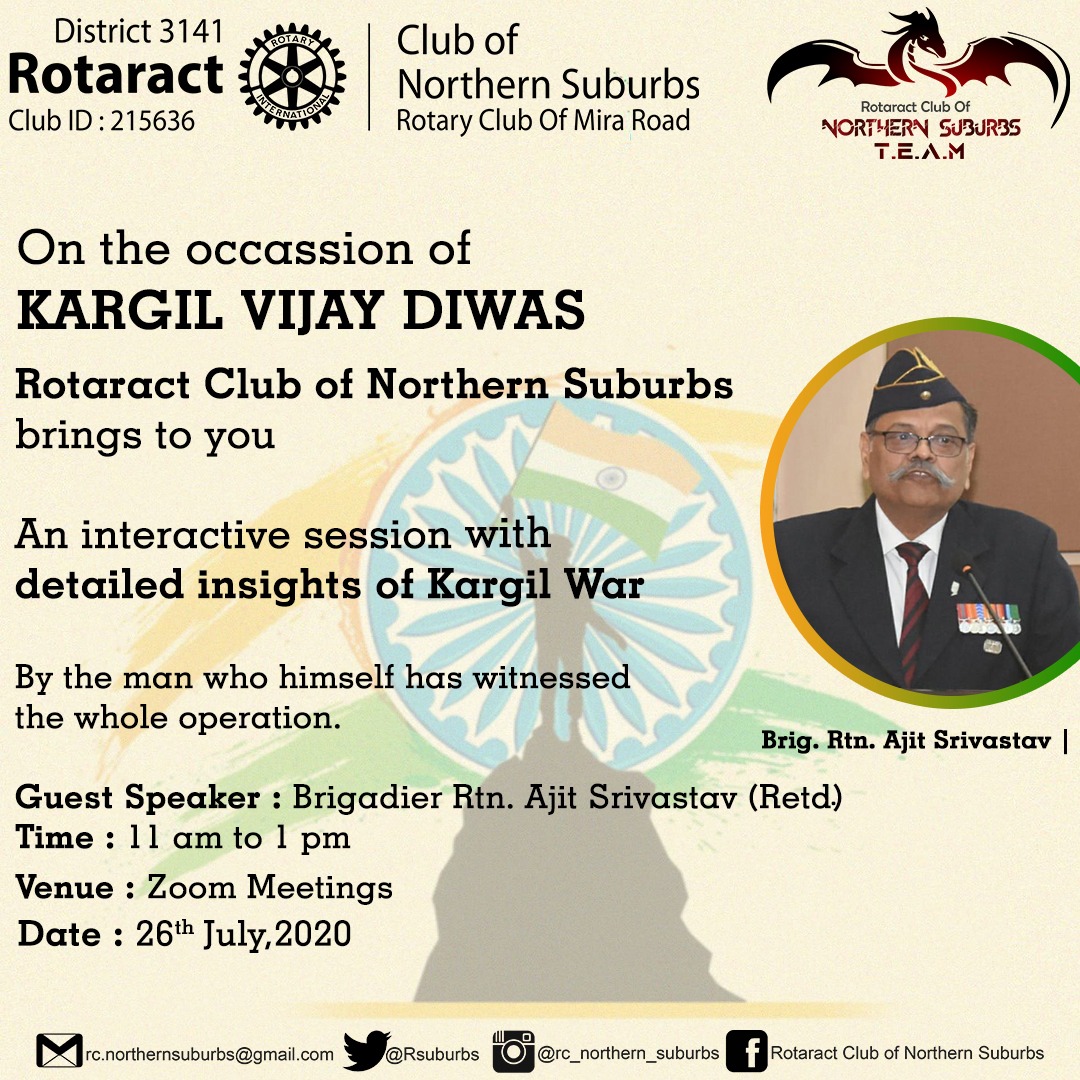 District 3141
Rotaract
Club ID : 215636
ROTARY
INTERNATIONAL
Club of
Northern Suburbs
Rotary Club Of Mira Road
Rotaract Club Of
NORTHERN SUBURBS
T.E.A.M
On the occassion of
KARGIL VIJAY DIWAS
Rotaract Club of Northern Suburbs
brings to you
An interactive session with
detailed insights of Kargil War
By the man who himself has witnessed
the whole operation.
Brig. Rtn. Ajit Srivastav |
Guest Speaker : Brigadier Rtn. Ajit Srivastav (Retd.)
Time : 11 am to 1 pm
Venue : Zoom Meetings
Date : 26th July,2020
rc.northernsuburbs@gmail.com @Rsuburbs @rc_northern_suburbs Rotaract Club of Northern Suburbs